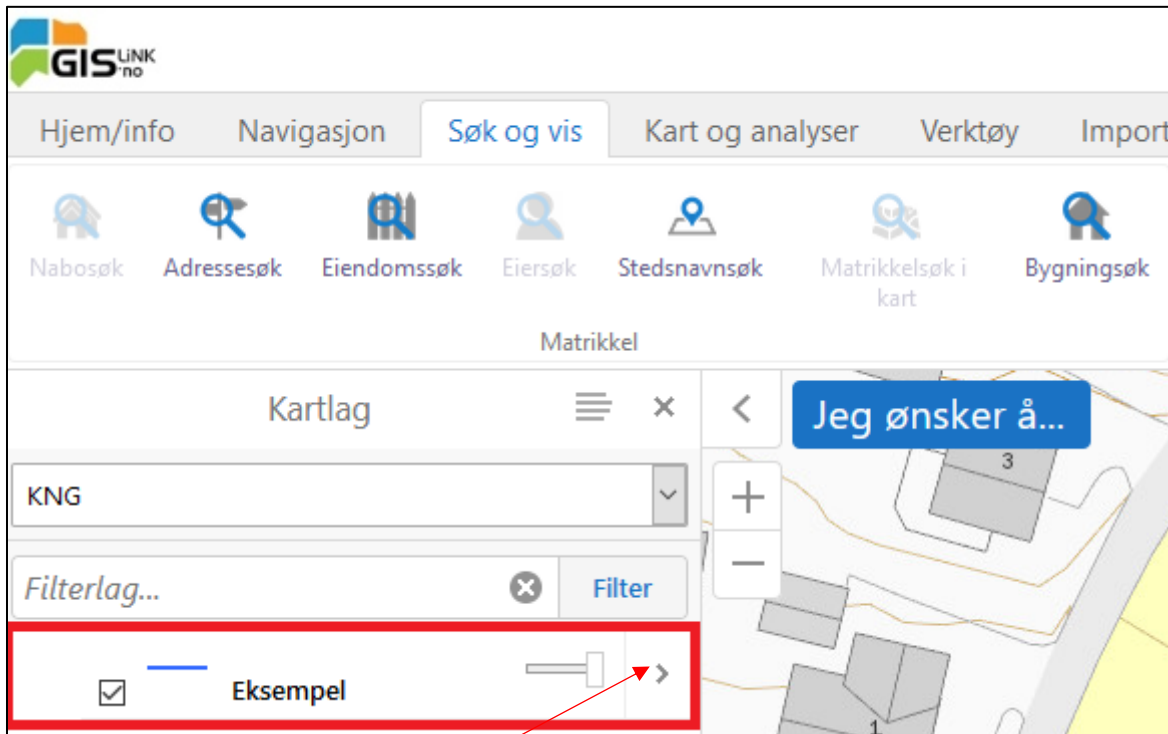 GIS LiNK .no
Hjem/info Navigasjon Søk og vis Kart og analyser Verktøy Import
Nabosøk Adressesøk Eiendomssøk Eiersøk Stedsnavnsøk Matrikkelsøk i Bygningsøk
kart
Matrikkel
Kartlag
Jeg ønsker å...
3
KNG
Filterlag... Filter
Eksempel
1